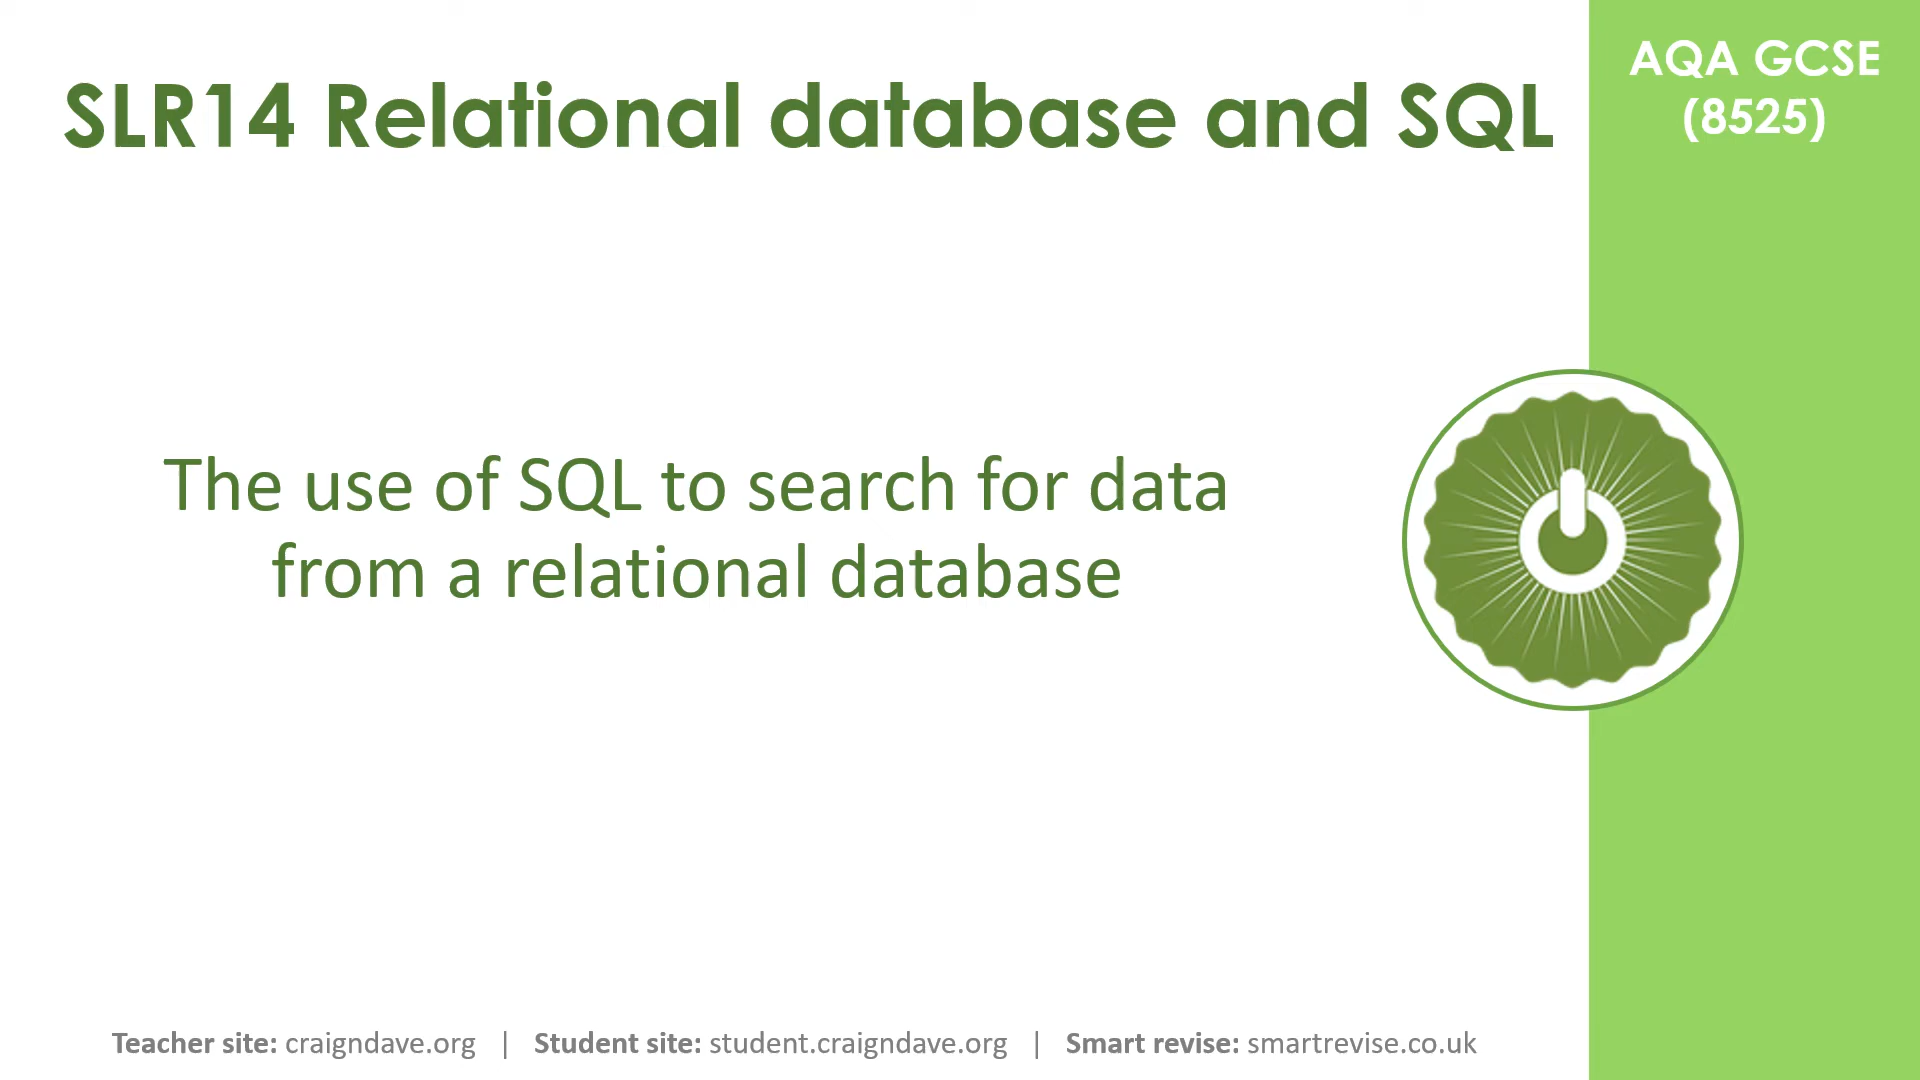 SLR14 Relational database and SQL
AQA GCSE
(8525)
The use of SQL to search for data
from a relational database
Teacher site: craigndave.org | Student site: student.craigndave.org | Smart revise: smartrevise.co.uk